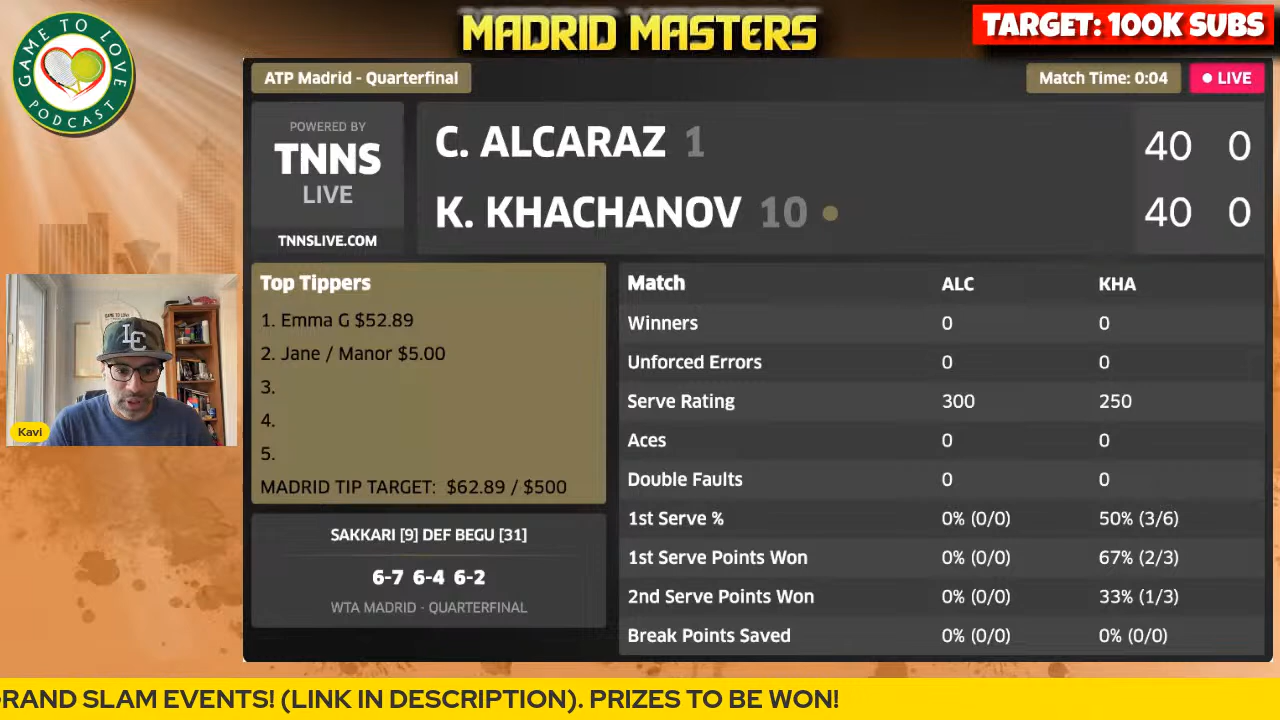 GAME TO LOVE
PODCAST
MADRID MASTERS
TARGET: 100K SUBS
ATP Madrid - Quarterfinal
Match Time: 0:04
LIVE
POWERED BY
TNNS
LIVE
TNNSLIVE.COM
C. ALCARAZ 1 40 0
K. KHACHANOV 10 40 0
LC
Kavi
Top Tippers
1. Emma G $52.89
2. Jane / Manor $5.00
3.
4.
5.
MADRID TIP TARGET: $62.89 / $500
SAKKARI [9] DEF BEGU [31]
6-7 6-4 6-2
WTA MADRID - QUARTERFINAL
Match ALC KHA
Winners 0 0
Unforced Errors 0 0
Serve Rating 300 250
Aces 0 0
Double Faults 0 0
1st Serve % 0% (0/0) 50% (3/6)
1st Serve Points Won 0% (0/0) 67% (2/3)
2nd Serve Points Won 0% (0/0) 33% (1/3)
Break Points Saved 0% (0/0) 0% (0/0)
RAND SLAM EVENTS! (LINK IN DESCRIPTION). PRIZES TO BE WON!